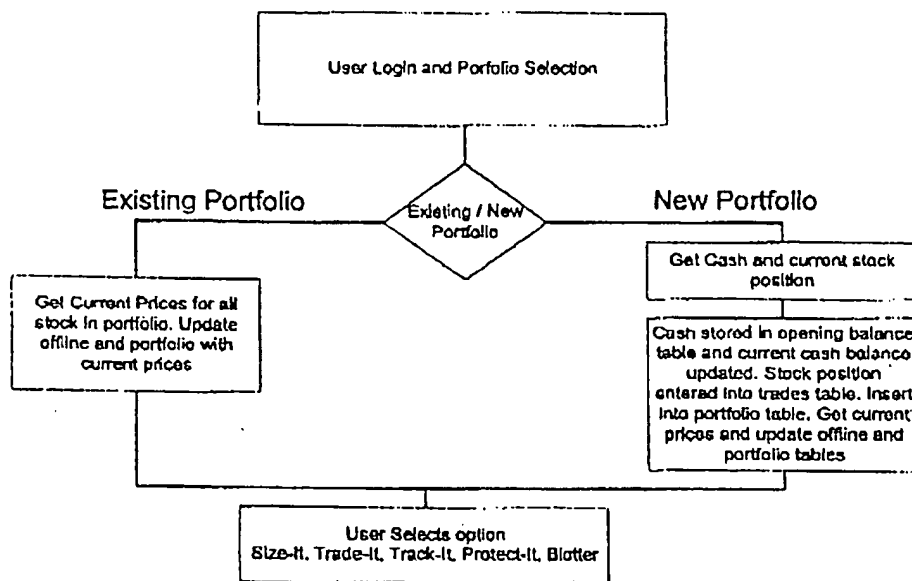 User Login and Porfolio Selection
Existing Portfolio
Existing / New
Portfolio
New Portfolio
Get Cash and current stock
position
Get Current Prices for all
stock in portfolio. Update
offline and portfolio with
current prices
Cash stored in opening balance
table and current cash balance
updated. Stock position
entered into trades table. Insert
into portfolio table. Get current
prices and update offline and
portfolio tables
User Selects option
Size-It, Trade-It, Track-It, Protect-It, Blotter